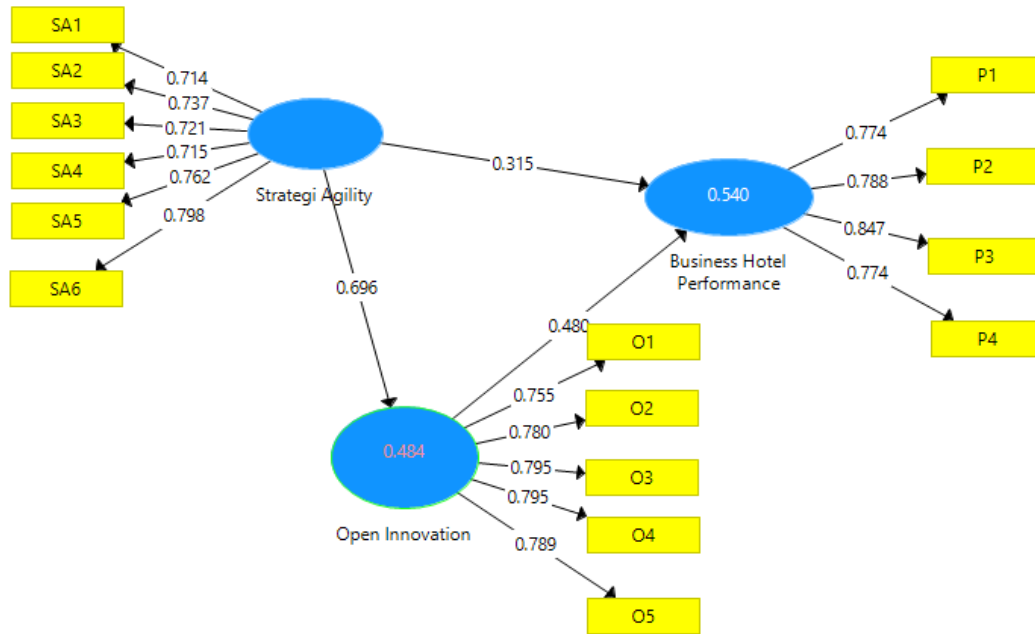 SA1
SA2
SA3
SA4
SA5
SA6
0.714
0.737
0.721
0.715
0.762
0.798
Strategi Agility
0.315
0.696
0.540
Business Hotel
Performance
0.774
0.788
0.847
0.774
P1
P2
P3
P4
0.480
0.484
Open Innovation
0.755
0.780
0.795
0.795
0.789
O1
O2
O3
O4
O5